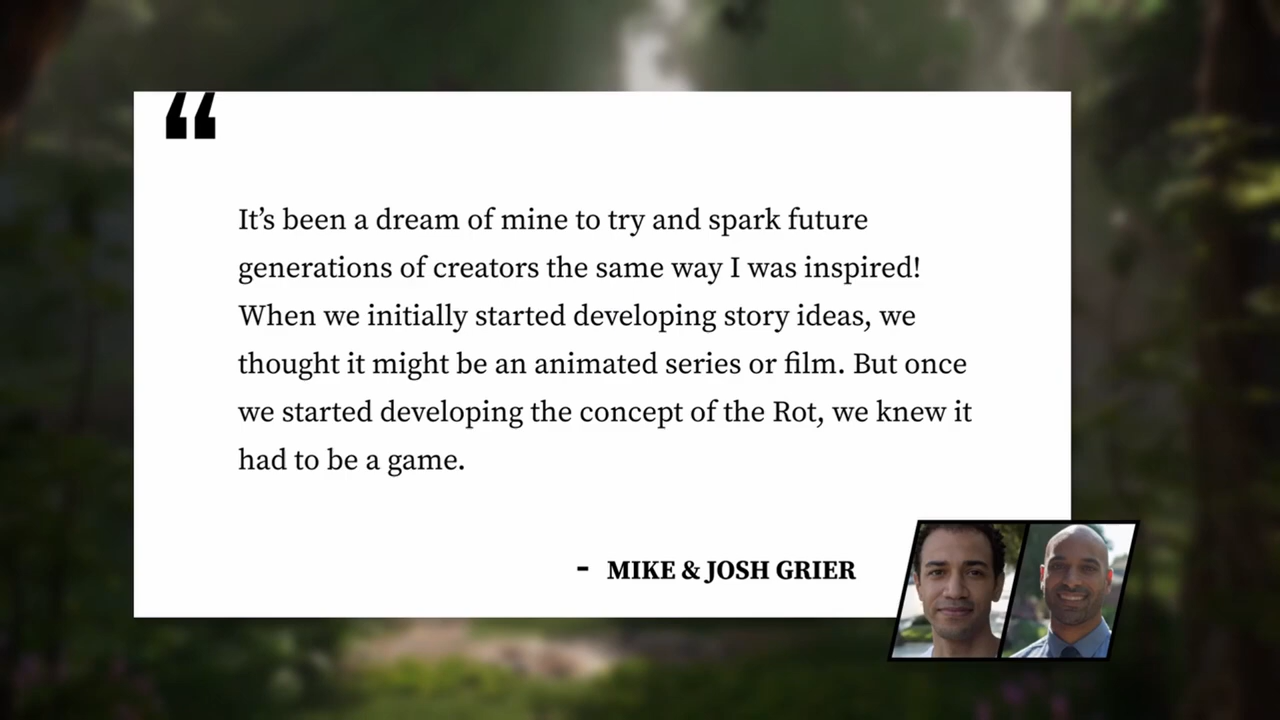 “
It’s been a dream of mine to try and spark future
generations of creators the same way I was inspired!
When we initially started developing story ideas, we
thought it might be an animated series or film. But once
we started developing the concept of the Rot, we knew it
had to be a game.
- MIKE & JOSH GRIER